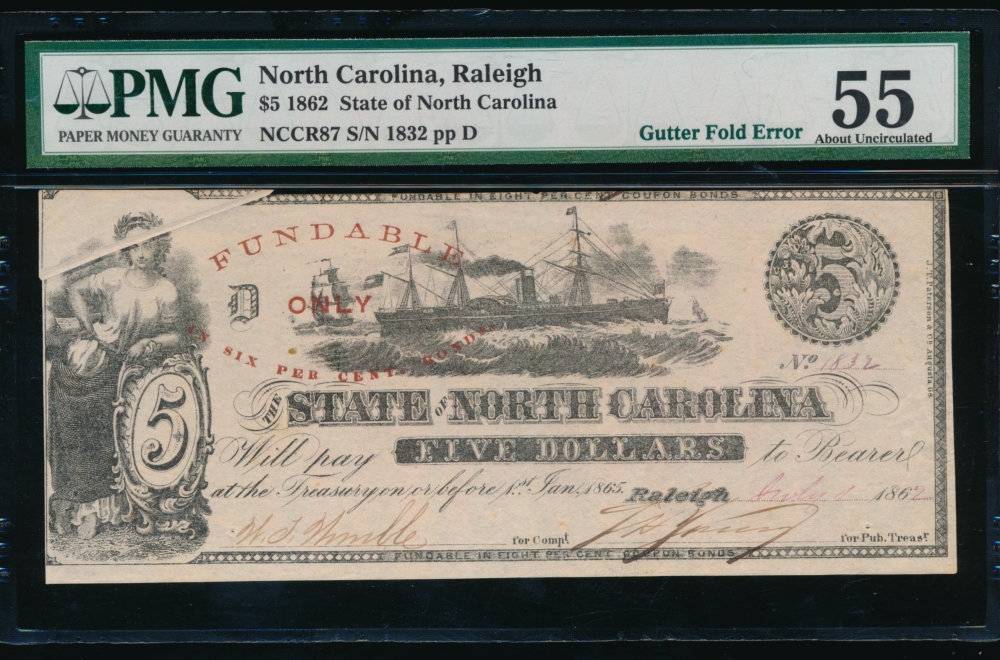 PMG
PAPER MONEY GUARANTY
North Carolina, Raleigh
$5 1862 State of North Carolina
NCCR87 S/N 1832 pp D
Gutter Fold Error
55
About Uncirculated
FUNDABLE IN EIGHT PER CENT COUPON BONDS
FUNDABLE
D
ONLY
IN SIX PER CENT. BONDS.
5
No 1832
THE STATE OF NORTH CAROLINA
5
Will pay FIVE DOLLARS to Bearer
at the Treasury on or before 1st Jan. 1865. Raleigh July 1 1862
for Compt
for Pub. Treasr
FUNDABLE IN EIGHT PER CENT COUPON BONDS